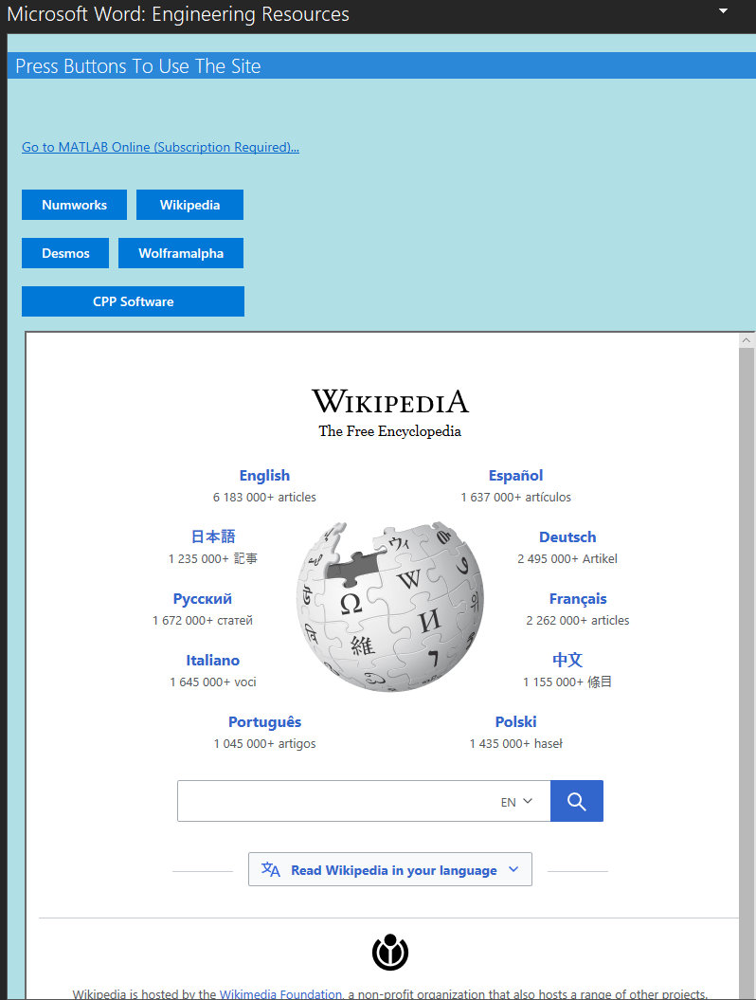 Microsoft Word: Engineering Resources
Press Buttons To Use The Site
Go to MATLAB Online (Subscription Required)...
Numworks Wikipedia
Desmos Wolframalpha
CPP Software
WIKIPEDIA
The Free Encyclopedia
English Español
6 183 000+ articles 1 637 000+ artículos
日本語 Deutsch
1 235 000+ 記事 2 495 000+ Artikel
Русский Français
1 672 000+ статей 2 262 000+ articles
Italiano 中文
1 645 000+ voci 1 155 000+ 條目
Português Polski
1 045 000+ artigos 1 435 000+ haseł
Ω W И 維 ウィ
EN
Read Wikipedia in your language
Wikipedia is hosted by the Wikimedia Foundation, a non-profit organization that also hosts a range of other projects.